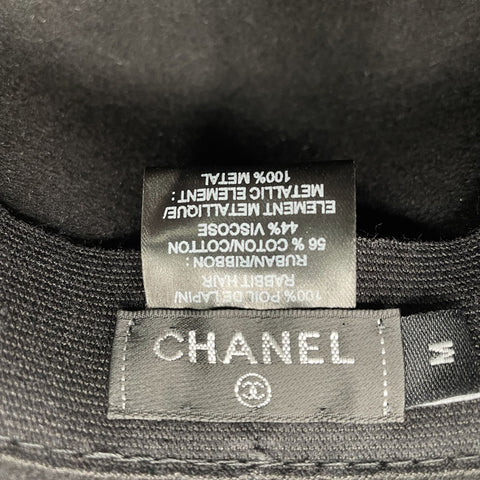 100% POIL DE LAPIN/
RABBIT HAIR
RUBAN/RIBBON :
56 % COTON/COTTON
44% VISCOSE
ELEMENT METALLIQUE/
METALLIC ELEMENT :
100% METAL
CHANEL
M